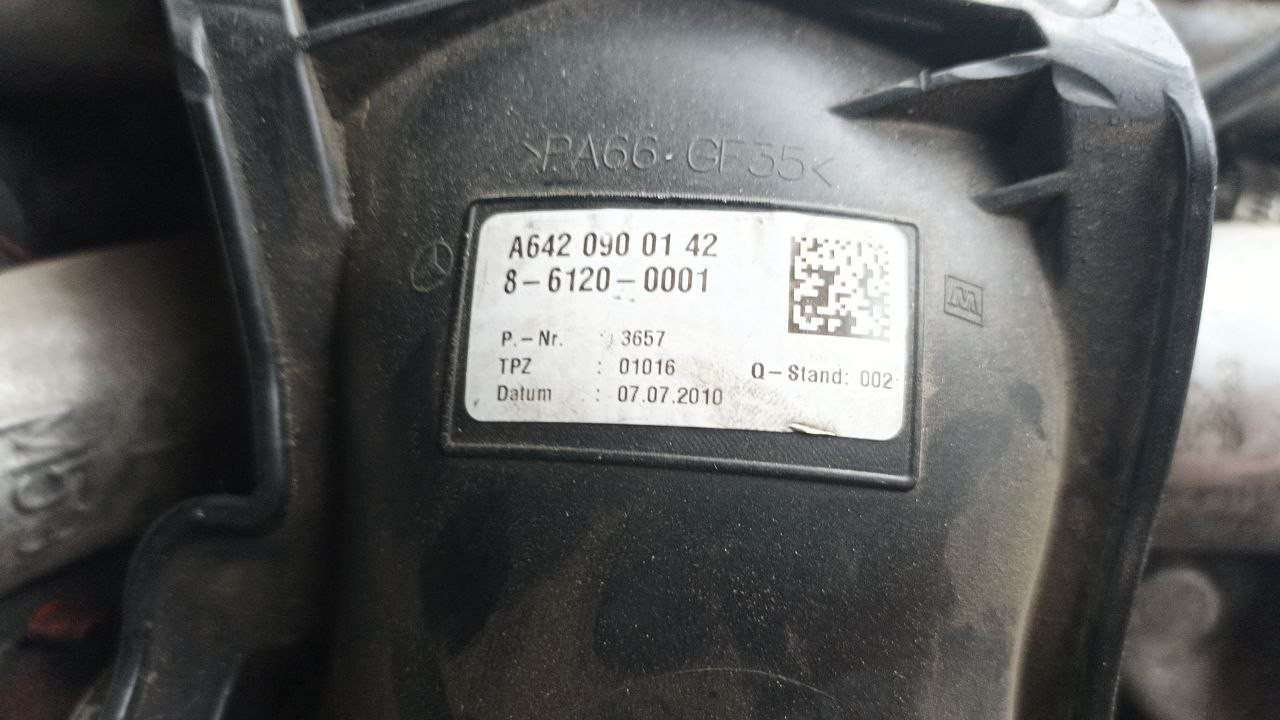 >PA66-GF35<
A642 090 01 42
8-6120-0001
P.-Nr. : 3657
TPZ : 01016 Q-Stand: 002
Datum : 07.07.2010